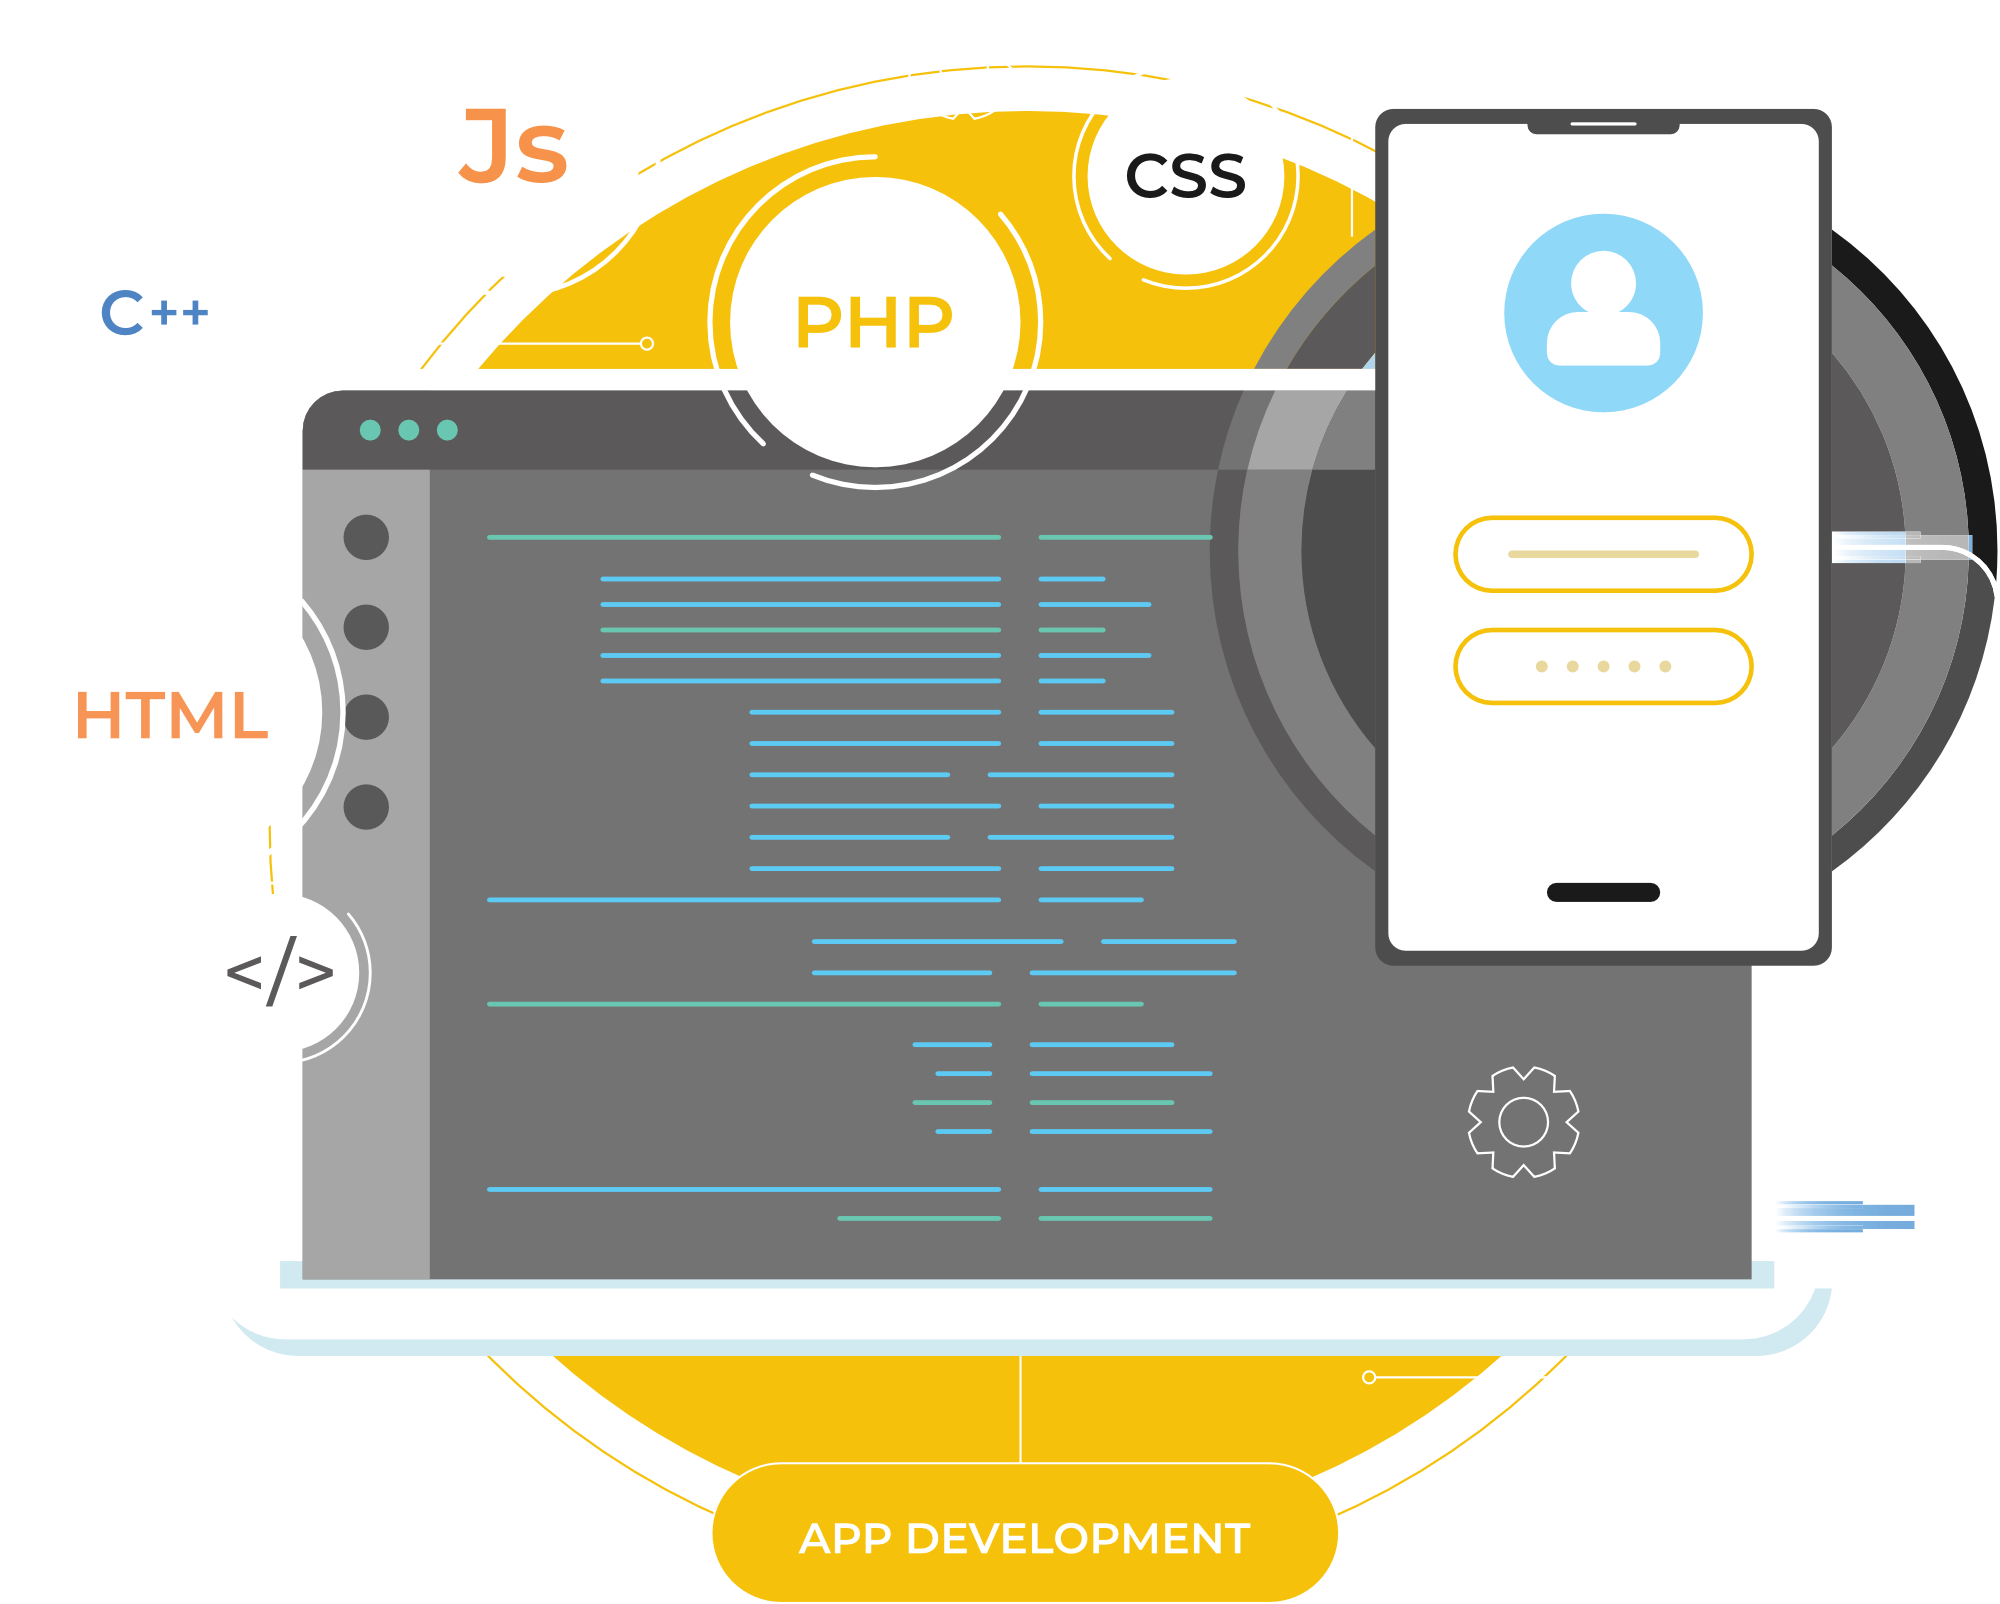 Js
CSS
C++
PHP
HTML
</>
APP DEVELOPMENT